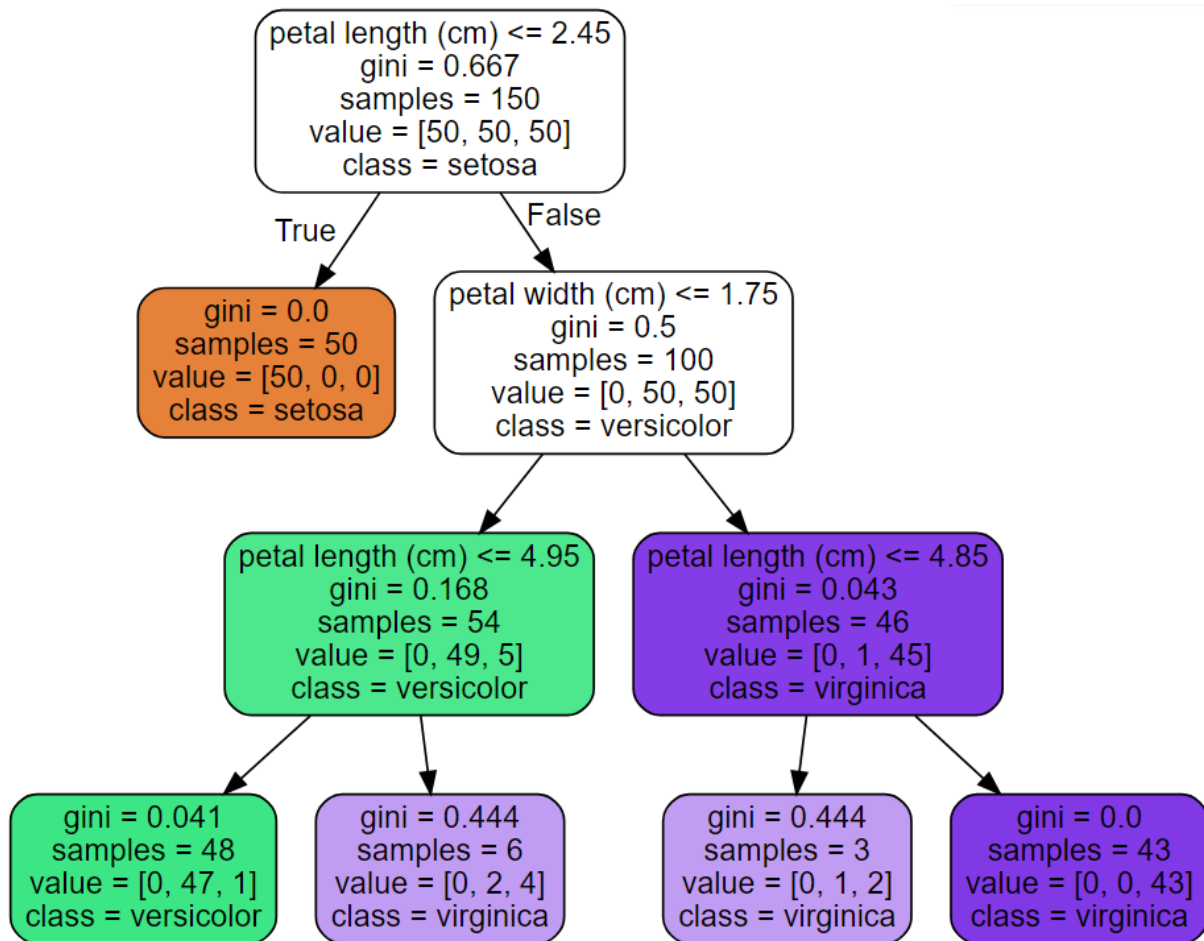 petal length (cm) <= 2.45
gini = 0.667
samples = 150
value = [50, 50, 50]
class = setosa
True
False
gini = 0.0
samples = 50
value = [50, 0, 0]
class = setosa
petal width (cm) <= 1.75
gini = 0.5
samples = 100
value = [0, 50, 50]
class = versicolor
petal length (cm) <= 4.95
gini = 0.168
samples = 54
value = [0, 49, 5]
class = versicolor
petal length (cm) <= 4.85
gini = 0.043
samples = 46
value = [0, 1, 45]
class = virginica
gini = 0.041
samples = 48
value = [0, 47, 1]
class = versicolor
gini = 0.444
samples = 6
value = [0, 2, 4]
class = virginica
gini = 0.444
samples = 3
value = [0, 1, 2]
class = virginica
gini = 0.0
samples = 43
value = [0, 0, 43]
class = virginica